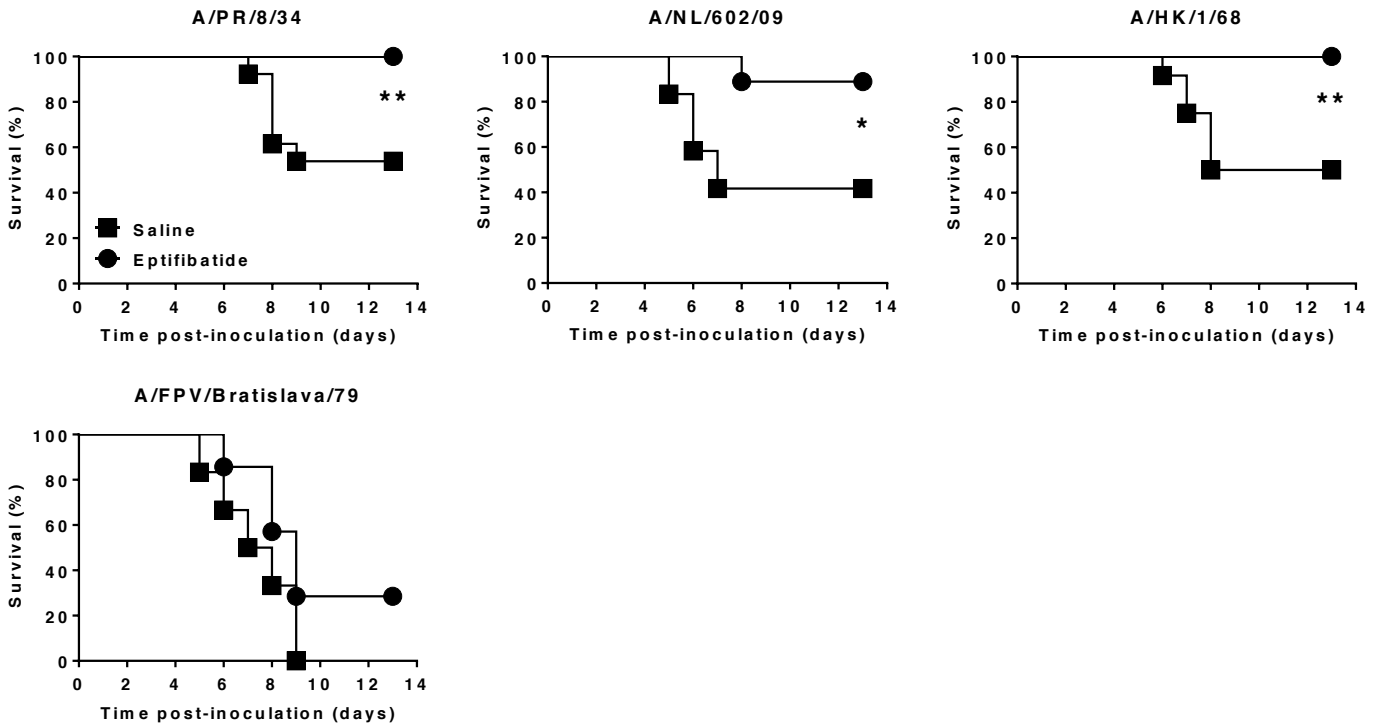 A/PR/8/34
A/NL/602/09
A/HK/1/68
Survival (%)
100
80
60
40
20
0
**
Saline
Eptifibatide
0 2 4 6 8 10 12 14
Time post-inoculation (days)
Survival (%)
100
80
60
40
20
0
*
0 2 4 6 8 10 12 14
Time post-inoculation (days)
Survival (%)
100
80
60
40
20
0
**
0 2 4 6 8 10 12 14
Time post-inoculation (days)
A/FPV/Bratislava/79
Survival (%)
100
80
60
40
20
0
0 2 4 6 8 10 12 14
Time post-inoculation (days)